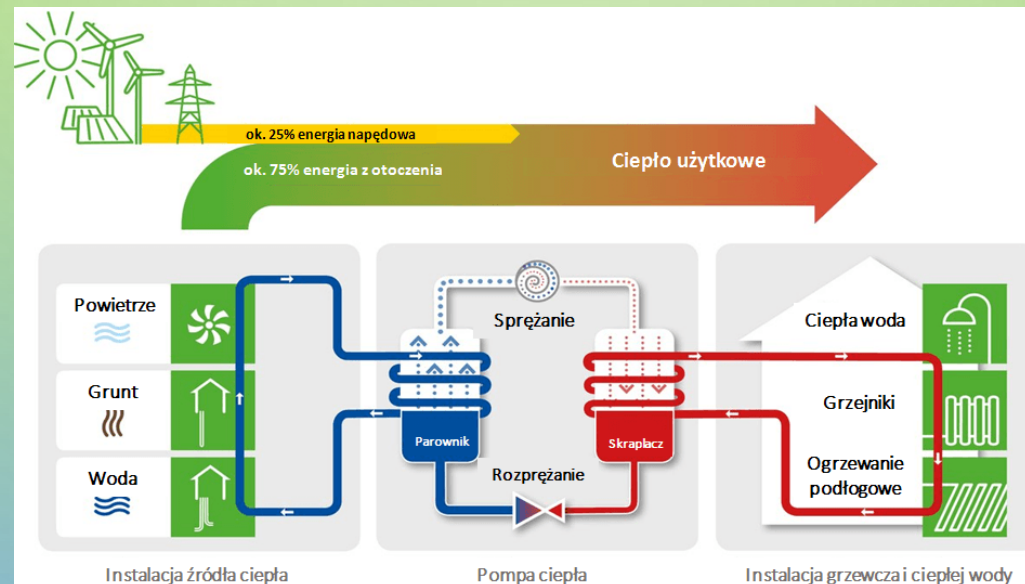 ok. 25% energia napędowa
ok. 75% energia z otoczenia
Ciepło użytkowe
Powietrze
Grunt
Woda
Sprężanie
Parownik
Skraplacz
Rozprężanie
Ciepła woda
Grzejniki
Ogrzewanie
podłogowe
Instalacja źródła ciepła
Pompa ciepła
Instalacja grzewcza i ciepłej wody